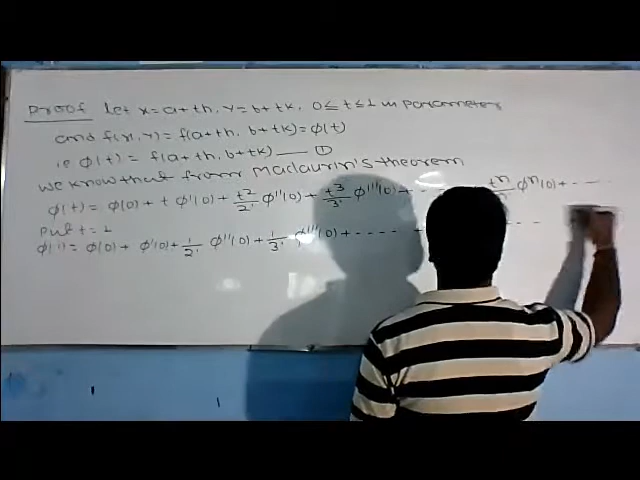 Proof Let x=a+th, y=b+tk, 0≤t≤1 in parameter
and f(x,y)=f(a+th, b+tk)=φ(t)
ie φ(t) = f(a+th, b+tk) —— ①
we know that from Maclaurin's theorem
φ(t) = φ(0) + t φ'(0) + t²/2! φ''(0) + t³/3! φ'''(0) + - - tⁿ φⁿ(0) + - - -
put t = 1
φ(1) = φ(0) + φ'(0) + 1/2! φ''(0) + 1/3! φ'''(0) + - - - - +